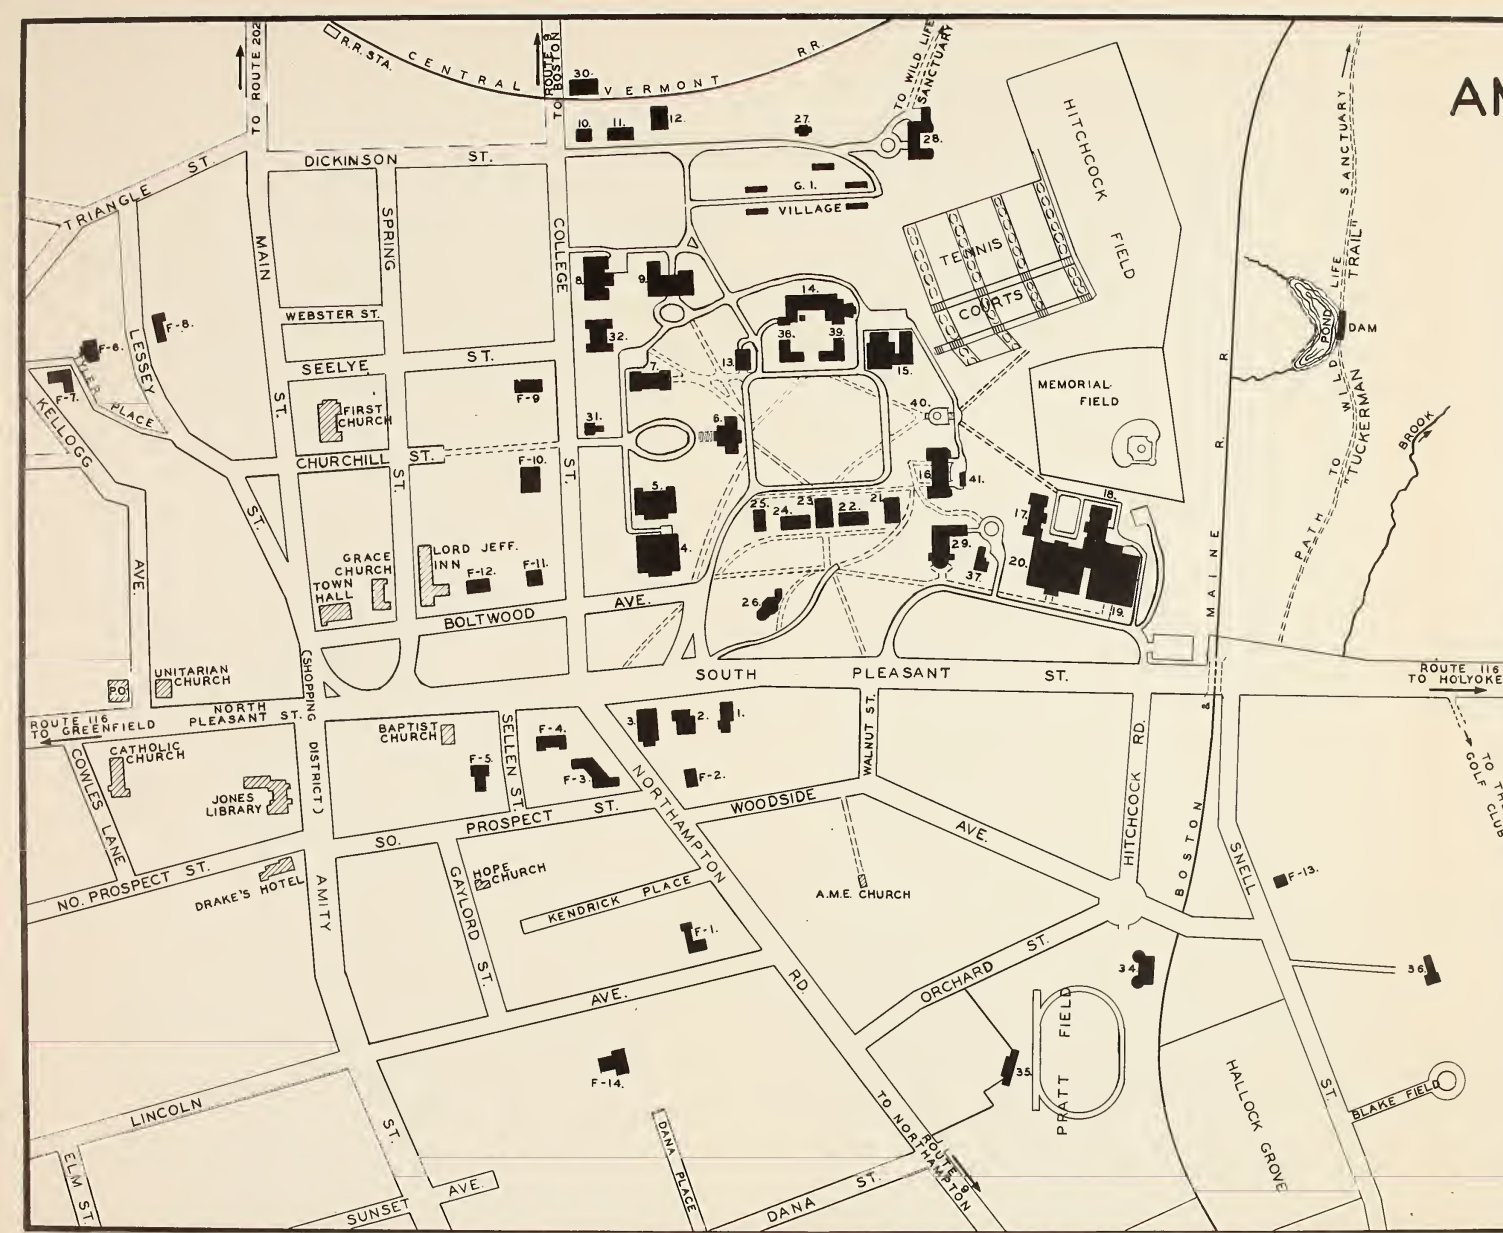 AM
TO ROUTE 202
TO ROUTE 9
BOSTON
R.R. STA.
CENTRAL VERMONT R.R.
30.
10.
11.
12.
27.
28.
TO WILD LIFE
SANCTUARY
TRIANGLE ST.
DICKINSON ST.
G. I.
VILLAGE
HITCHCOCK FIELD
TENNIS
COURTS
MAIN ST.
SPRING ST.
COLLEGE ST.
LESSEY ST.
8.
9.
32.
7.
13.
14.
38.
39.
15.
WEBSTER ST.
SEELYE ST.
F-8.
F-6.
F-7.
PLACE
KELLOGG AVE.
FIRST
CHURCH
F-9
31.
6.
40.
MEMORIAL
FIELD
POND
DAM
PATH TO WILD LIFE SANCTUARY
"TUCKERMAN TRAIL"
BROOK
CHURCHILL ST.
F-10.
5.
16.
41.
25.
24.
23.
22.
21.
17.
18.
29.
37.
20.
19.
4.
26.
GRACE
CHURCH
TOWN
HALL
LORD JEFF.
INN
F-12.
F-11.
BOLTWOOD AVE.
BOSTON & MAINE R. R.
SOUTH PLEASANT ST.
ROUTE 116
TO HOLYOKE
UNITARIAN
CHURCH
P.O.
NORTH
PLEASANT ST.
ROUTE 116
TO GREENFIELD
(SHOPPING DISTRICT)
CATHOLIC
CHURCH
COWLES LANE
JONES
LIBRARY
BAPTIST
CHURCH
SELLEN ST.
F-5.
F-4.
F-3.
3.
2.
1.
F-2.
WALNUT ST.
HITCHCOCK RD.
GOLF CLUB
WOODSIDE AVE.
NORTHAMPTON RD.
SO. PROSPECT ST.
NO. PROSPECT ST.
DRAKE'S HOTEL
AMITY ST.
GAYLORD ST.
HOPE
CHURCH
KENDRICK PLACE
A.M.E. CHURCH
SNELL ST.
F-13.
F-1.
34.
36.
ORCHARD ST.
PRATT FIELD
35.
LINCOLN AVE.
F-14.
HALLOCK GROVE
BLAKE FIELD
ELM ST.
SUNSET AVE.
DANA PLACE
DANA ST.
ROUTE 9
TO NORTHAMPTON